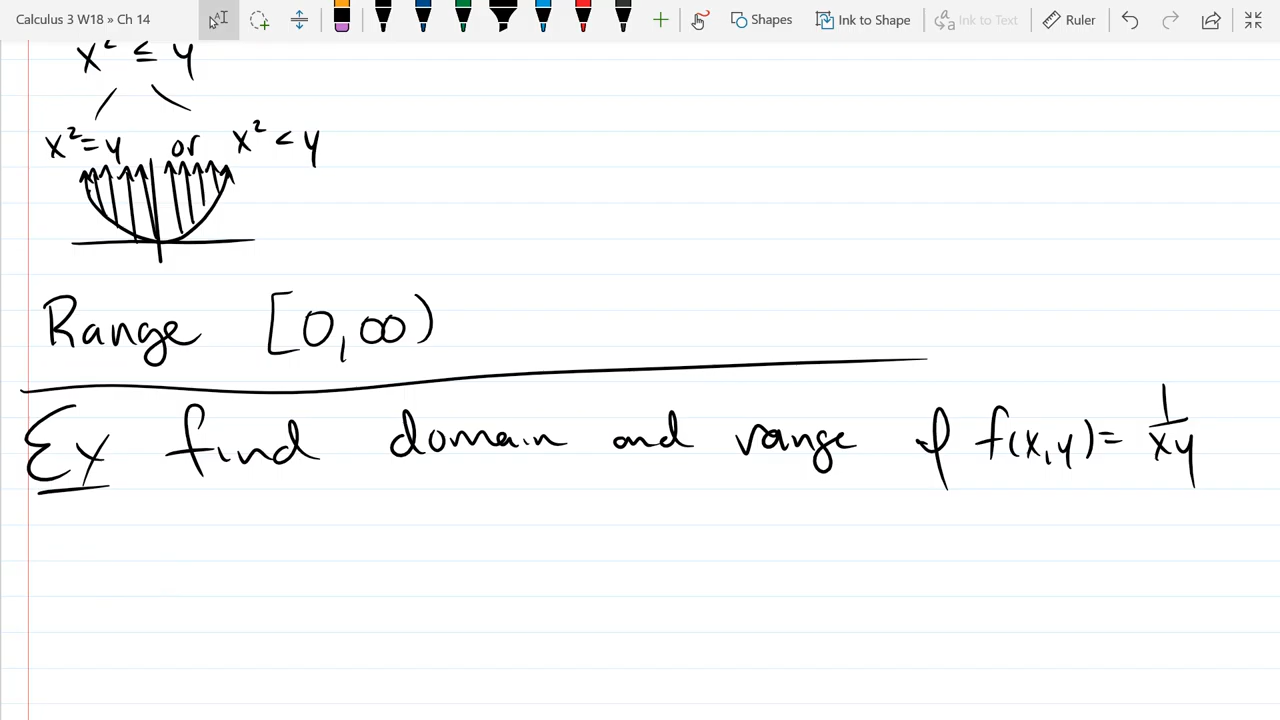 Calculus 3 W18 » Ch 14
Shapes
Ink to Shape
Ink to Text
Ruler
x² ≤ y
x² = y or x² < y
Range [0, ∞)
Ex find domain and range of f(x,y) = 1/xy